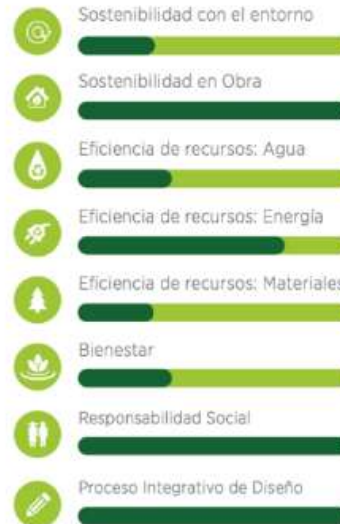 Sostenibilidad con el entorno
Sostenibilidad en Obra
Eficiencia de recursos: Agua
Eficiencia de recursos: Energía
Eficiencia de recursos: Materiales
Bienestar
Responsabilidad Social
Proceso Integrativo de Diseño